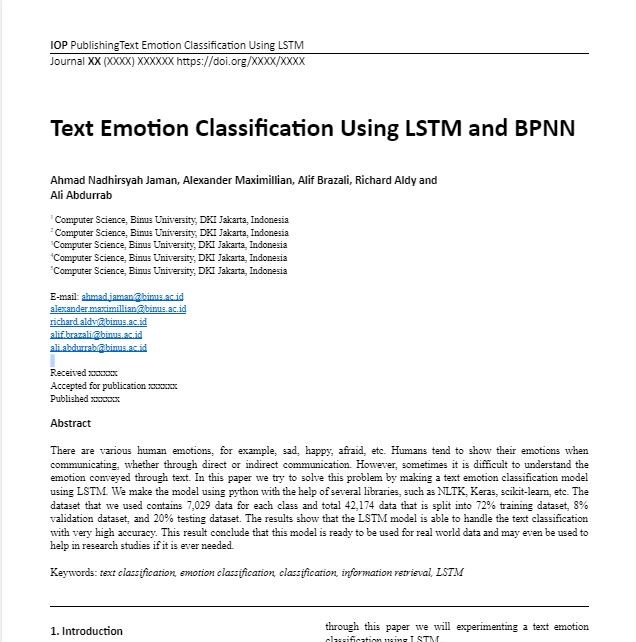 IOP PublishingText Emotion Classification Using LSTM
Journal XX (XXXX) XXXXXX https://doi.org/XXXX/XXXX
Text Emotion Classification Using LSTM and BPNN
Ahmad Nadhirsyah Jaman, Alexander Maximillian, Alif Brazali, Richard Aldy and
Ali Abdurrab
1 Computer Science, Binus University, DKI Jakarta, Indonesia
2 Computer Science, Binus University, DKI Jakarta, Indonesia
3Computer Science, Binus University, DKI Jakarta, Indonesia
4Computer Science, Binus University, DKI Jakarta, Indonesia
5Computer Science, Binus University, DKI Jakarta, Indonesia
E-mail: ahmad.jaman@binus.ac.id
alexander.maximillian@binus.ac.id
richard.aldy@binus.ac.id
alif.brazali@binus.ac.id
ali.abdurrab@binus.ac.id
Received xxxxxx
Accepted for publication xxxxxx
Published xxxxxx
Abstract
There are various human emotions, for example, sad, happy, afraid, etc. Humans tend to show their emotions when
communicating, whether through direct or indirect communication. However, sometimes it is difficult to understand the
emotion conveyed through text. In this paper we try to solve this problem by making a text emotion classification model
using LSTM. We make the model using python with the help of several libraries, such as NLTK, Keras, scikit-learn, etc. The
dataset that we used contains 7,029 data for each class and total 42,174 data that is split into 72% training dataset, 8%
validation dataset, and 20% testing dataset. The results show that the LSTM model is able to handle the text classification
with very high accuracy. This result conclude that this model is ready to be used for real world data and may even be used to
help in research studies if it is ever needed.
Keywords: text classification, emotion classification, classification, information retrieval, LSTM
1. Introduction
through this paper we will experimenting a text emotion
classification using LSTM